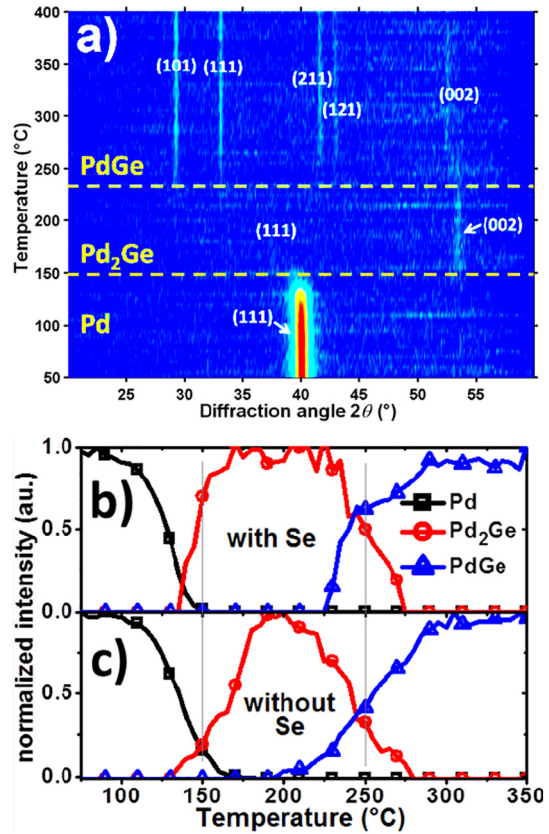 a)
400
350
300
250
200
150
100
50
Temperature (°C)
(101)
(111)
(211)
(121)
(002)
PdGe
(111)
(002)
Pd₂Ge
(111)
Pd
25 30 35 40 45 50 55
Diffraction angle 2θ (°)
b)
1.0
0.5
0.0
with Se
Pd
Pd₂Ge
PdGe
c)
0.5
0.0
without
Se
normalized intensity (au.)
100 150 200 250 300 350
Temperature (°C)